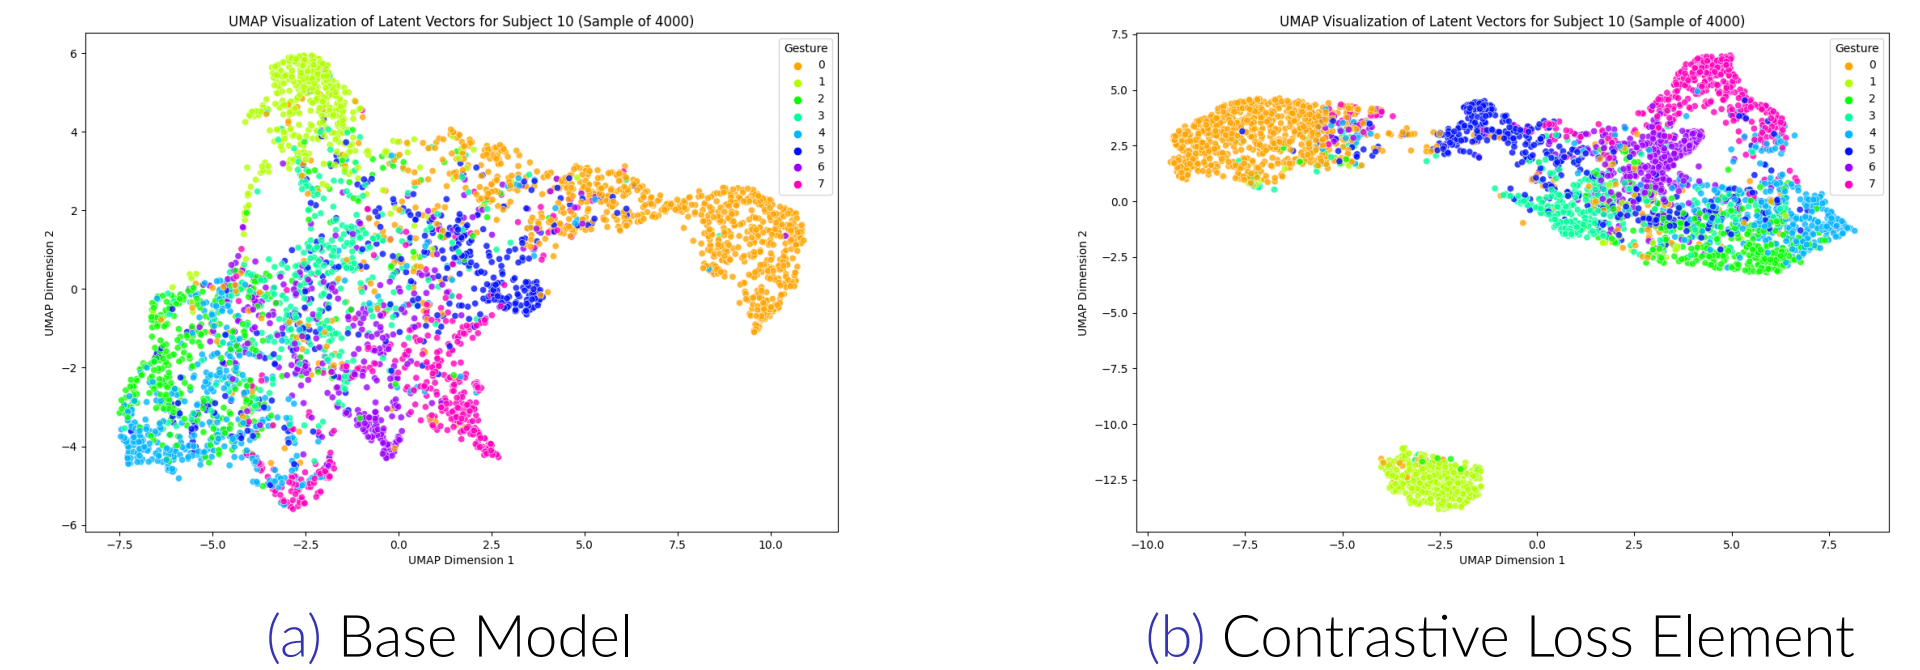 UMAP Visualization of Latent Vectors for Subject 10 (Sample of 4000)
Gesture
0
1
2
3
4
5
6
7
6
4
2
0
−2
−4
−6
UMAP Dimension 2
−7.5 −5.0 −2.5 0.0 2.5 5.0 7.5 10.0
UMAP Dimension 1
(a) Base Model
UMAP Visualization of Latent Vectors for Subject 10 (Sample of 4000)
Gesture
0
1
2
3
4
5
6
7
7.5
5.0
2.5
0.0
−2.5
−5.0
−7.5
−10.0
−12.5
UMAP Dimension 2
−10.0 −7.5 −5.0 −2.5 0.0 2.5 5.0 7.5
UMAP Dimension 1
(b) Contrastive Loss Element